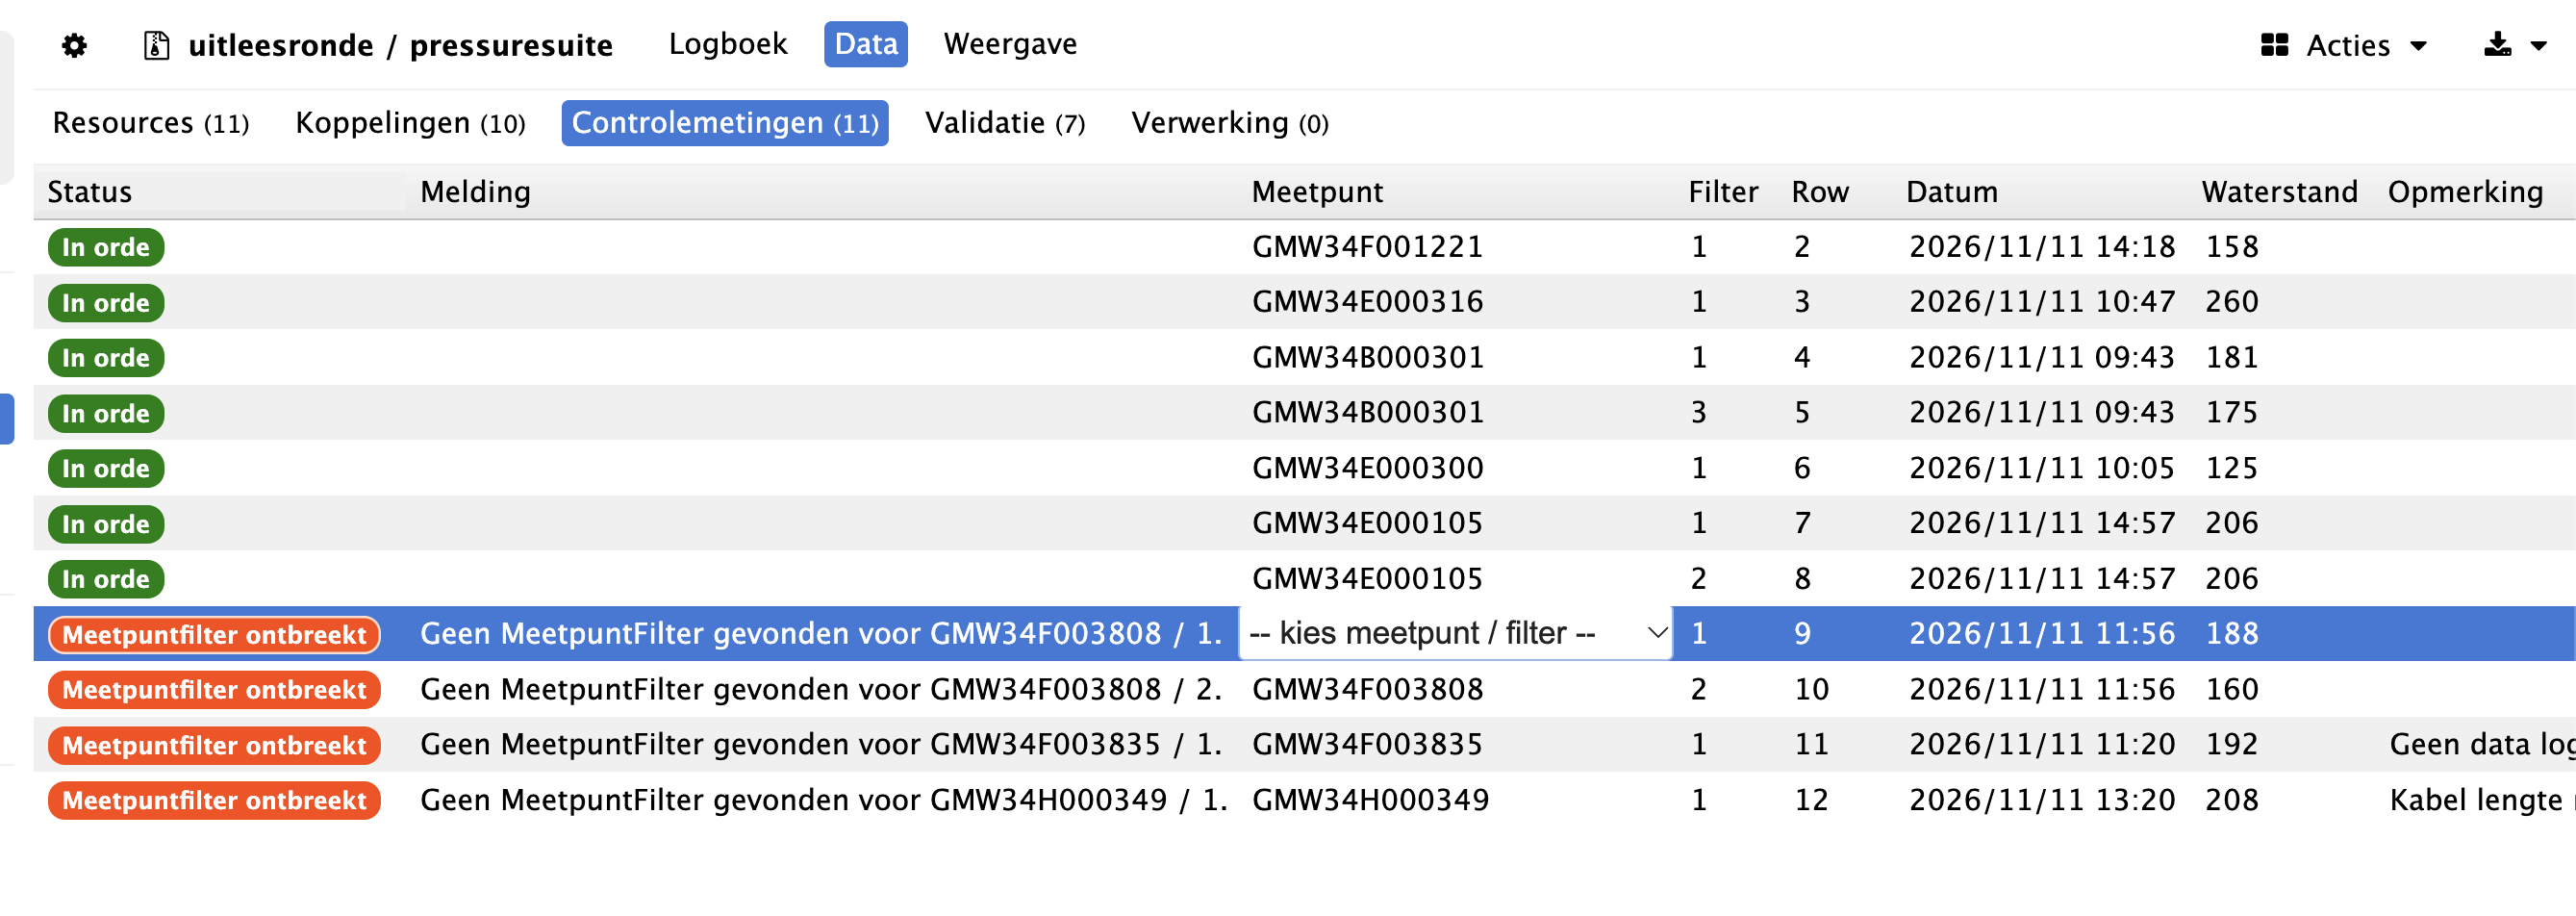 uitleesronde / pressuresuite Logboek Data Weergave Acties
Resources (11) Koppelingen (10) Controlemetingen (11) Validatie (7) Verwerking (0)
Status Melding Meetpunt Filter Row Datum Waterstand Opmerking
In orde GMW34F001221 1 2 2026/11/11 14:18 158
In orde GMW34E000316 1 3 2026/11/11 10:47 260
In orde GMW34B000301 1 4 2026/11/11 09:43 181
In orde GMW34B000301 3 5 2026/11/11 09:43 175
In orde GMW34E000300 1 6 2026/11/11 10:05 125
In orde GMW34E000105 1 7 2026/11/11 14:57 206
In orde GMW34E000105 2 8 2026/11/11 14:57 206
Meetpuntfilter ontbreekt Geen MeetpuntFilter gevonden voor GMW34F003808 / 1. -- kies meetpunt / filter -- 1 9 2026/11/11 11:56 188
Meetpuntfilter ontbreekt Geen MeetpuntFilter gevonden voor GMW34F003808 / 2. GMW34F003808 2 10 2026/11/11 11:56 160
Meetpuntfilter ontbreekt Geen MeetpuntFilter gevonden voor GMW34F003835 / 1. GMW34F003835 1 11 2026/11/11 11:20 192 Geen data
Meetpuntfilter ontbreekt Geen MeetpuntFilter gevonden voor GMW34H000349 / 1. GMW34H000349 1 12 2026/11/11 13:20 208 Kabel lengte